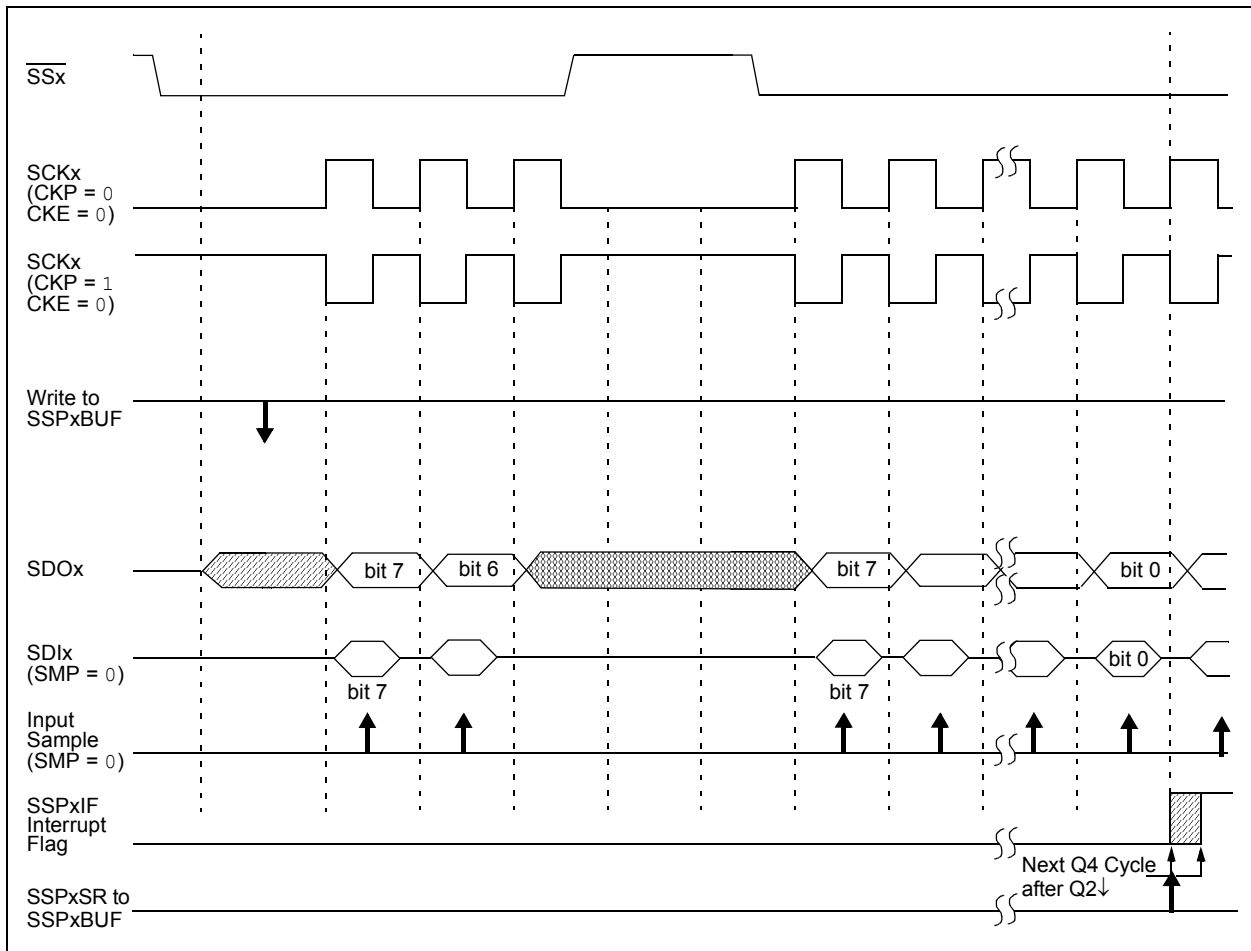 SSx
SCKx
(CKP = 0
CKE = 0)
SCKx
(CKP = 1
CKE = 0)
Write to
SSPxBUF
SDOx
bit 7
bit 6
bit 7
bit 0
SDIx
(SMP = 0)
bit 7
bit 7
bit 0
Input
Sample
(SMP = 0)
SSPxIF
Interrupt
Flag
Next Q4 Cycle
after Q2↓
SSPxSR to
SSPxBUF